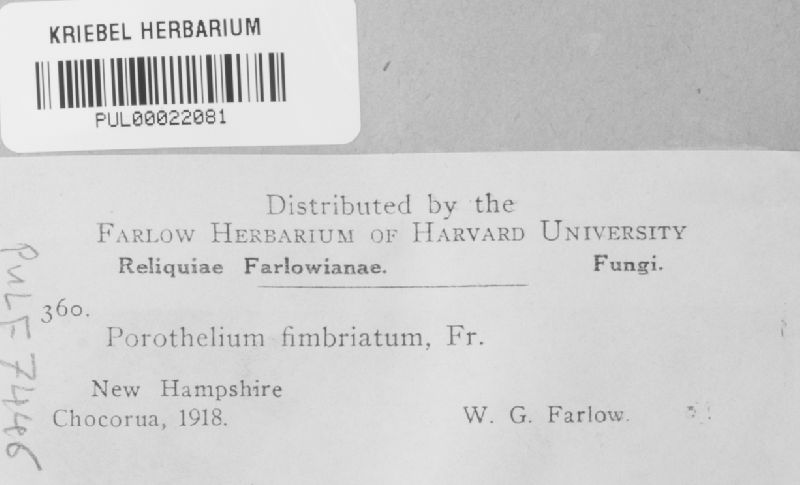 KRIEBEL HERBARIUM
PUL00022081
Distributed by the
FARLOW HERBARIUM OF HARVARD UNIVERSITY
Reliquiae Farlowianae. Fungi.
360.
Porothelium fimbriatum, Fr.
New Hampshire
Chocorua, 1918. W. G. Farlow.
PUL F 7446